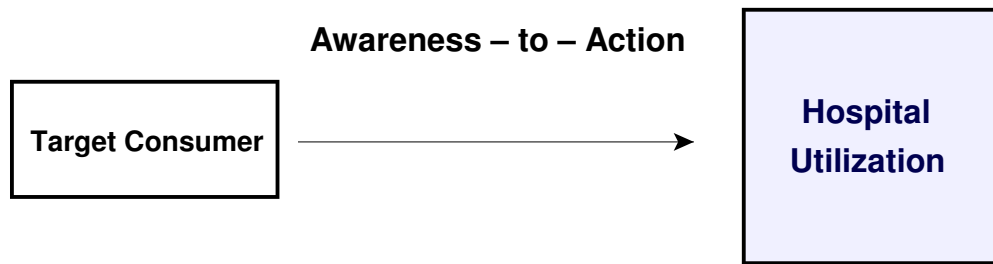 Awareness – to – Action
Target Consumer
Hospital
Utilization